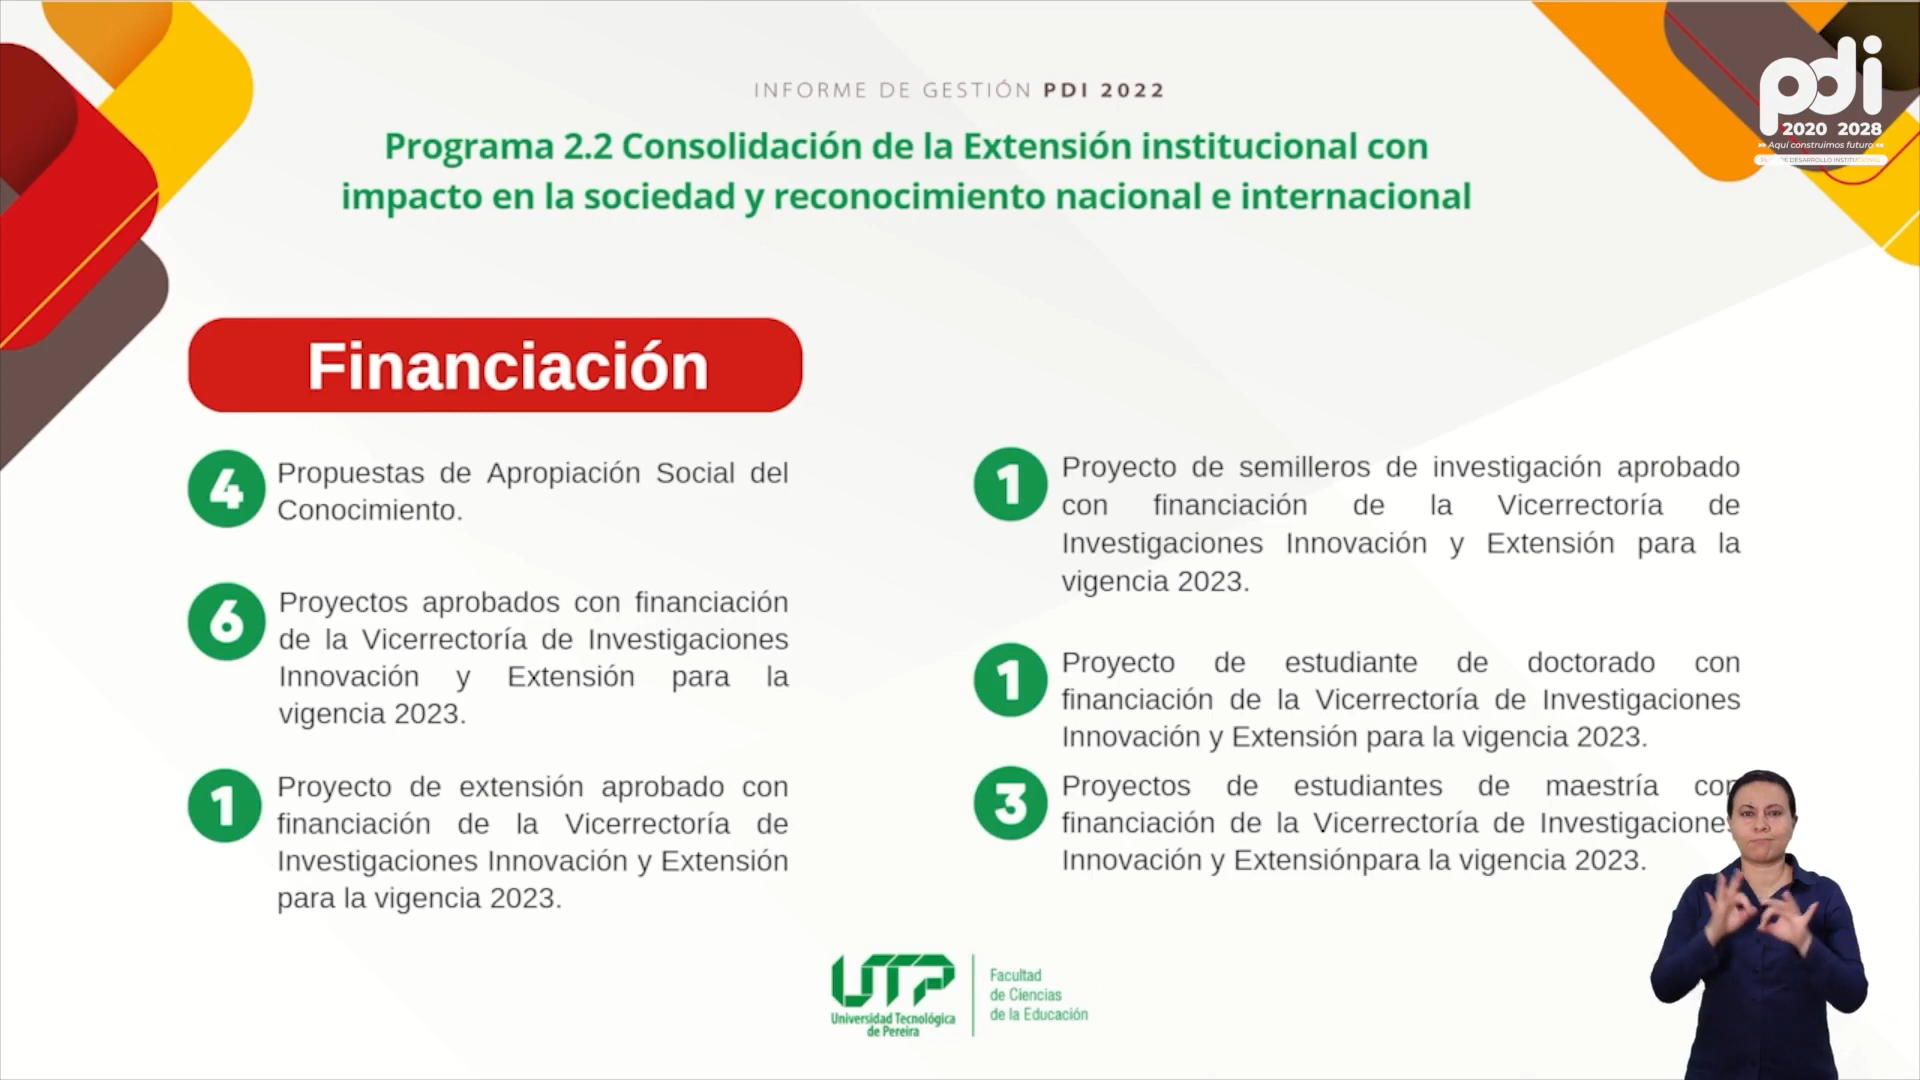 INFORME DE GESTIÓN PDI 2022
Programa 2.2 Consolidación de la Extensión institucional con
impacto en la sociedad y reconocimiento nacional e internacional
pdi
2020 2028
Aquí construimos futuro
Financiación
4
Propuestas de Apropiación Social del
Conocimiento.
6
Proyectos aprobados con financiación
de la Vicerrectoría de Investigaciones
Innovación y Extensión para la
vigencia 2023.
1
Proyecto de extensión aprobado con
financiación de la Vicerrectoría de
Investigaciones Innovación y Extensión
para la vigencia 2023.
1
Proyecto de semilleros de investigación aprobado
con financiación de la Vicerrectoría de
Investigaciones Innovación y Extensión para la
vigencia 2023.
1
Proyecto de estudiante de doctorado con
financiación de la Vicerrectoría de Investigaciones
Innovación y Extensión para la vigencia 2023.
3
Proyectos de estudiantes de maestría con
financiación de la Vicerrectoría de Investigaciones
Innovación y Extensiónpara la vigencia 2023.
UTP
Universidad Tecnológica
de Pereira
Facultad
de Ciencias
de la Educación